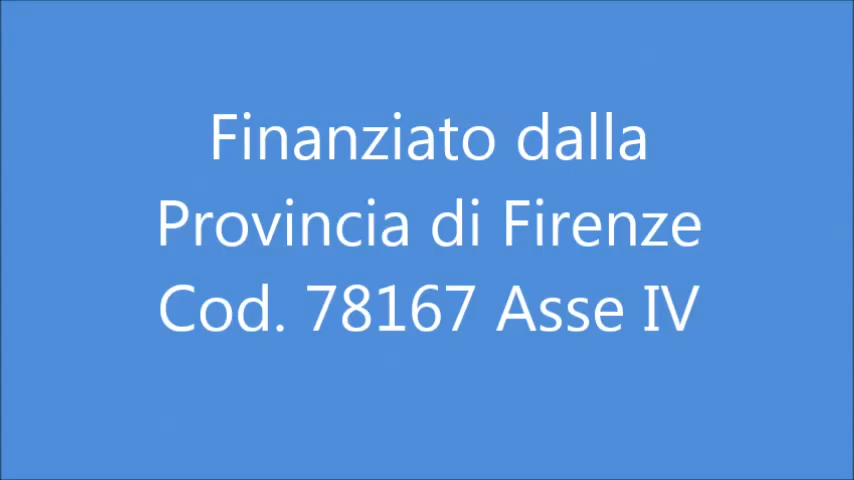 Finanziato dalla
Provincia di Firenze
Cod. 78167 Asse IV